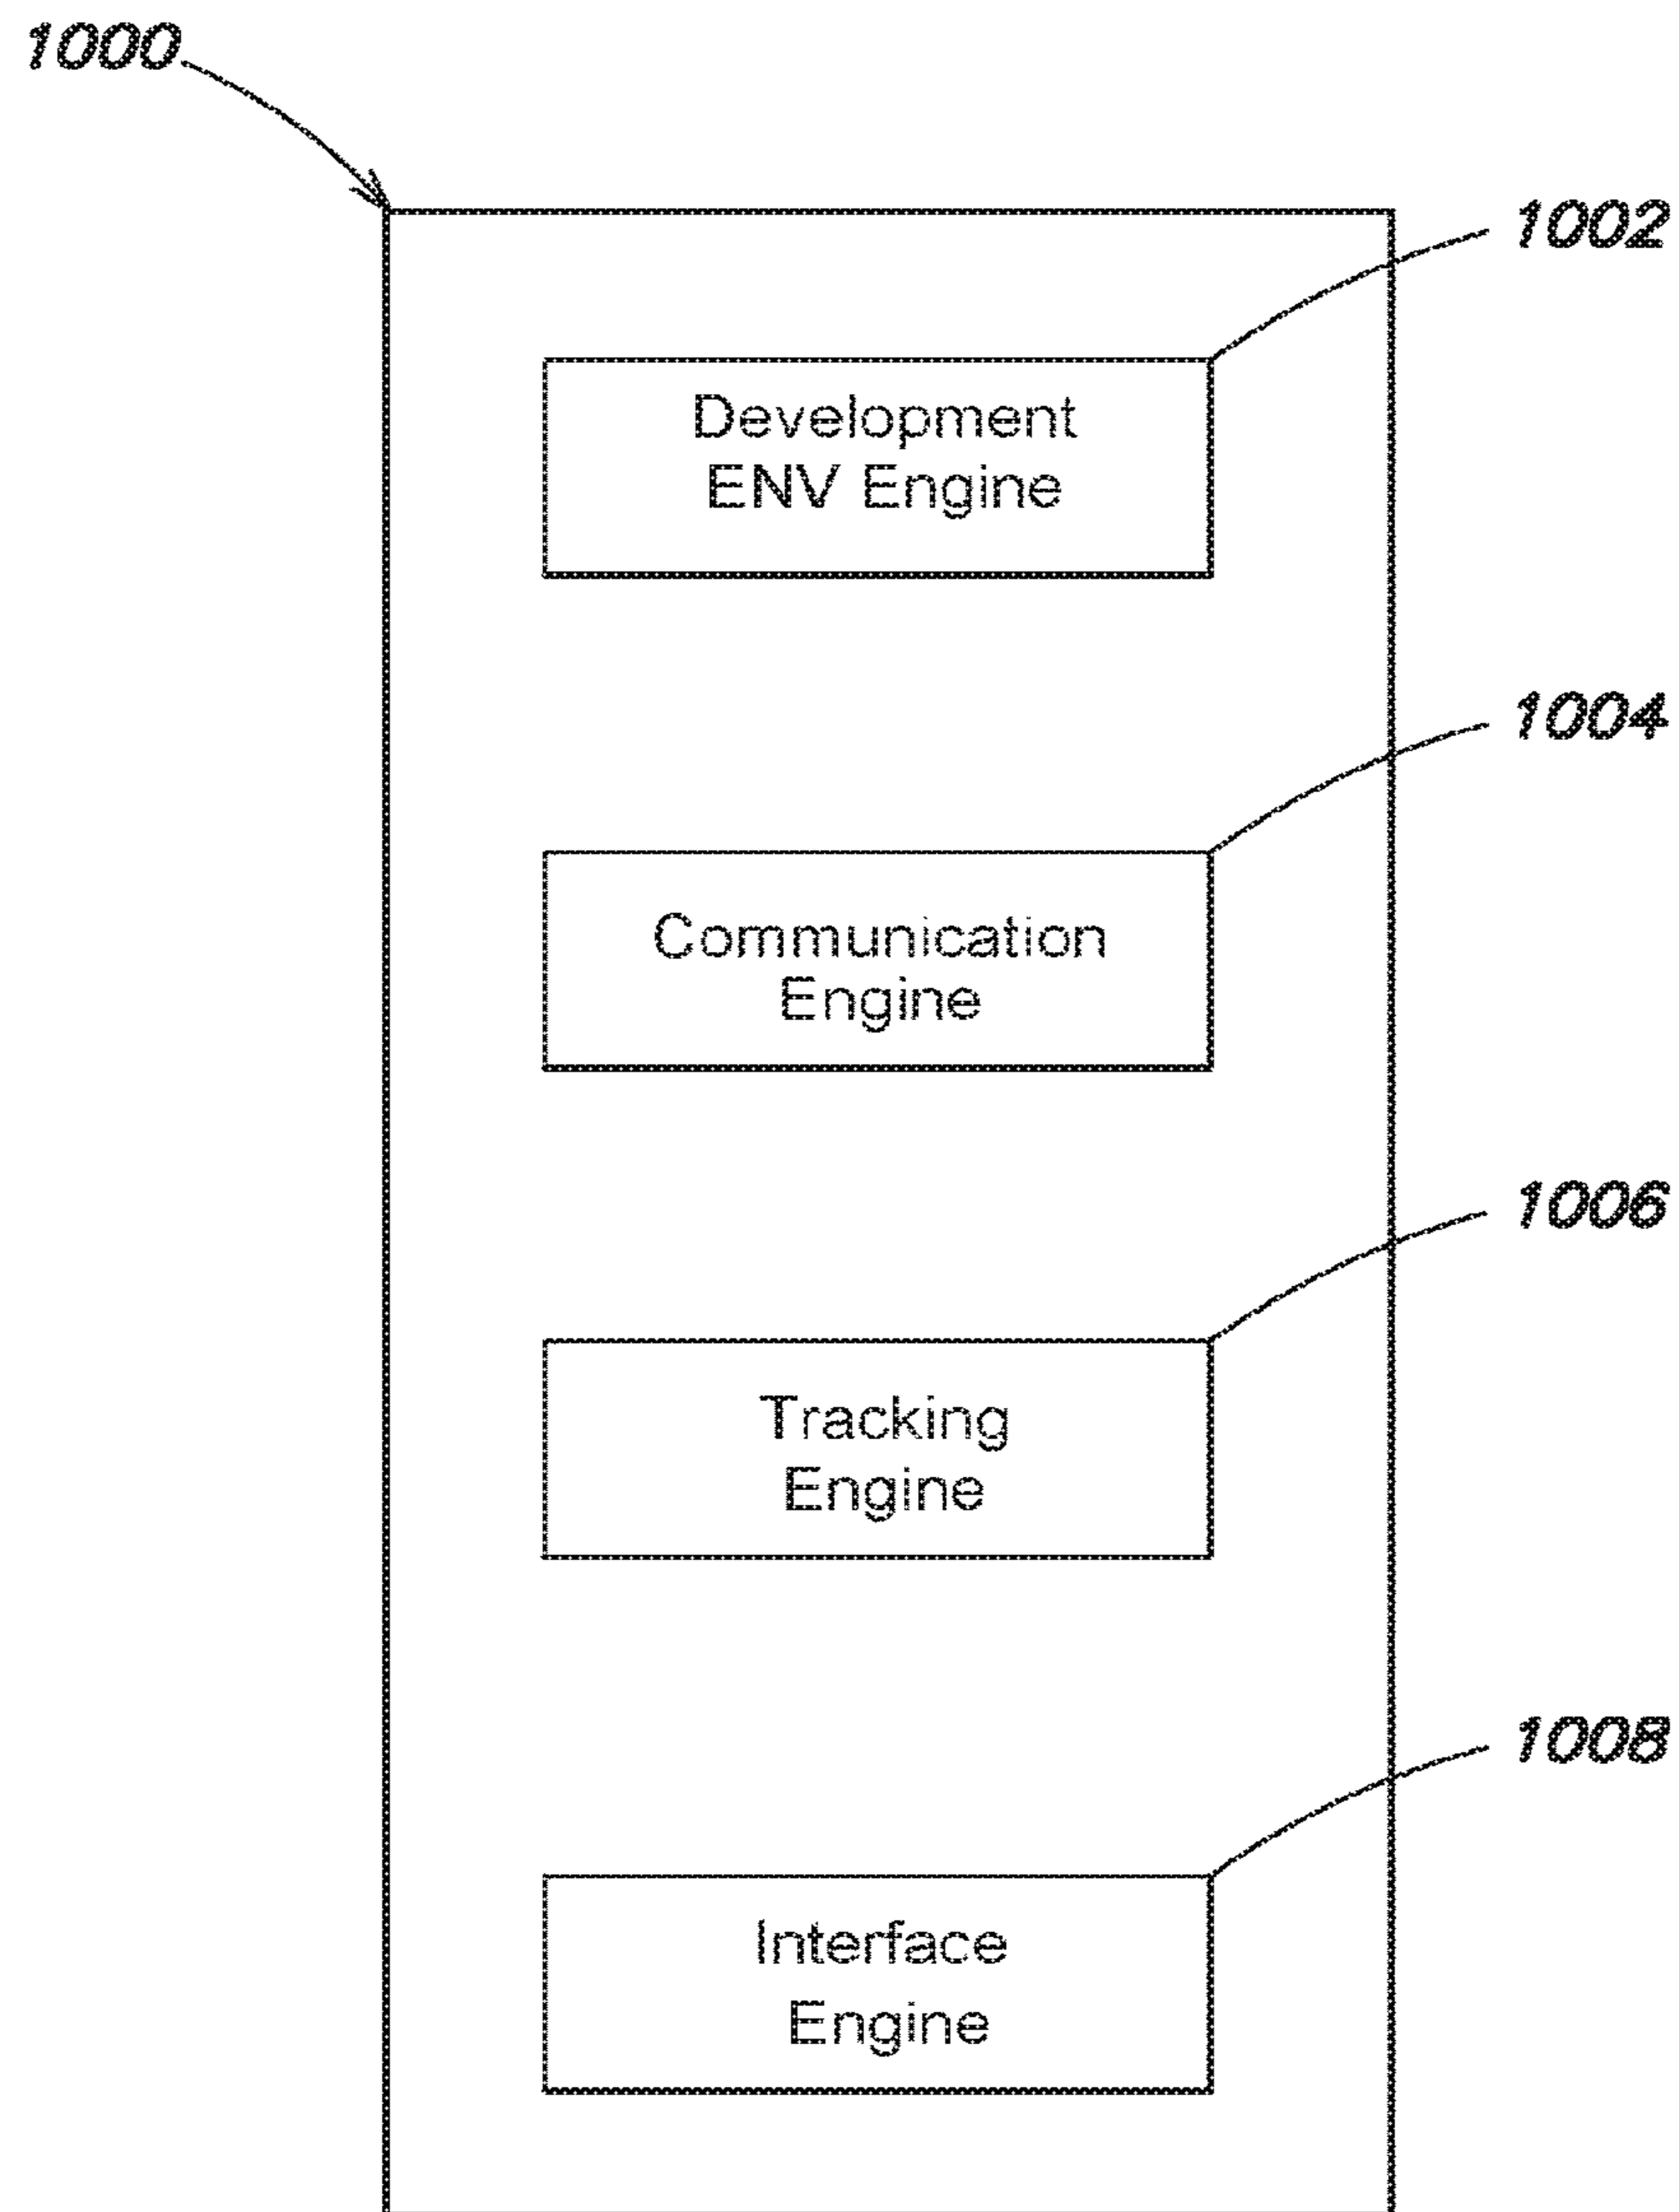 1000
1002
Development
ENV Engine
1004
Communication
Engine
1006
Tracking
Engine
1008
Interface
Engine